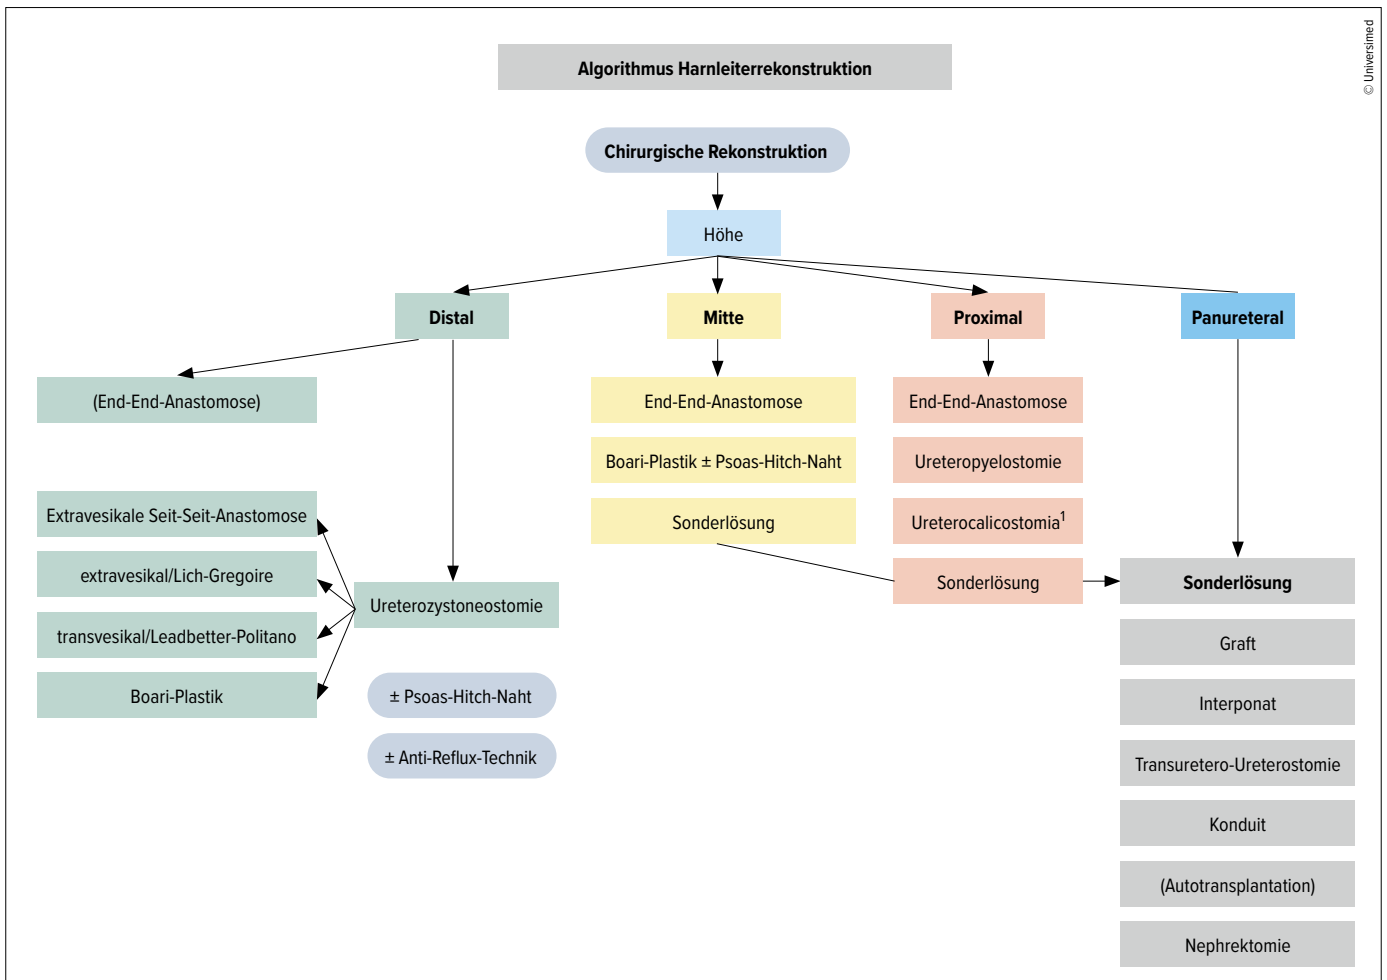 © Universimed
Algorithmus Harnleiterrekonstruktion
Chirurgische Rekonstruktion
Höhe
Distal
Mitte
Proximal
Panureteral
(End-End-Anastomose)
End-End-Anastomose
End-End-Anastomose
Boari-Plastik ± Psoas-Hitch-Naht
Ureteropyelostomie
Extravesikale Seit-Seit-Anastomose
Sonderlösung
Ureterocalicostomia¹
extravesikal/Lich-Gregoire
Sonderlösung
Sonderlösung
Ureterozystoneostomie
transvesikal/Leadbetter-Politano
Graft
Boari-Plastik
± Psoas-Hitch-Naht
Interponat
± Anti-Reflux-Technik
Transuretero-Ureterostomie
Konduit
(Autotransplantation)
Nephrektomie